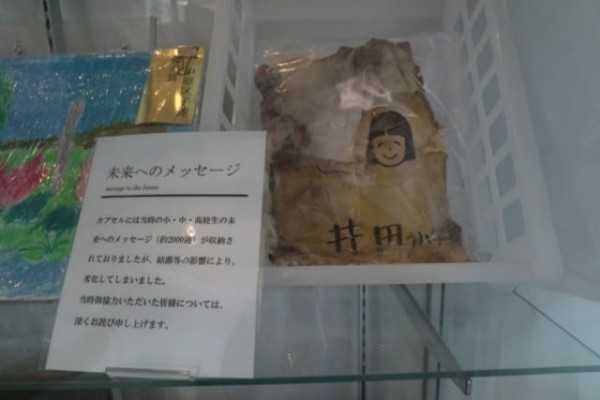 未来へのメッセージ
message to the future
カプセルには当時の小・中・高校生の未
来へのメッセージ（約2000通）が収納さ
れておりましたが、結露等の影響により、
劣化してしまいました。
当時御協力いただいた皆様については、
深くお詫び申し上げます。
井田小学校